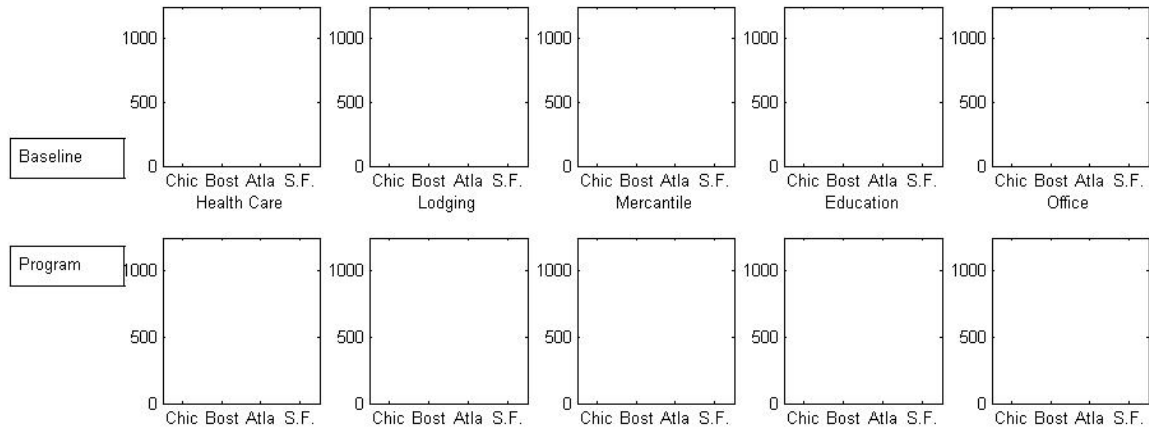 1000 1000 1000 1000 1000
500 500 500 500 500
Baseline
0 0 0 0 0
Chic Bost Atla S.F. Chic Bost Atla S.F. Chic Bost Atla S.F. Chic Bost Atla S.F. Chic Bost Atla S.F.
Health Care Lodging Mercantile Education Office
Program
1000 1000 1000 1000 1000
500 500 500 500 500
0 0 0 0 0
Chic Bost Atla S.F. Chic Bost Atla S.F. Chic Bost Atla S.F. Chic Bost Atla S.F. Chic Bost Atla S.F.